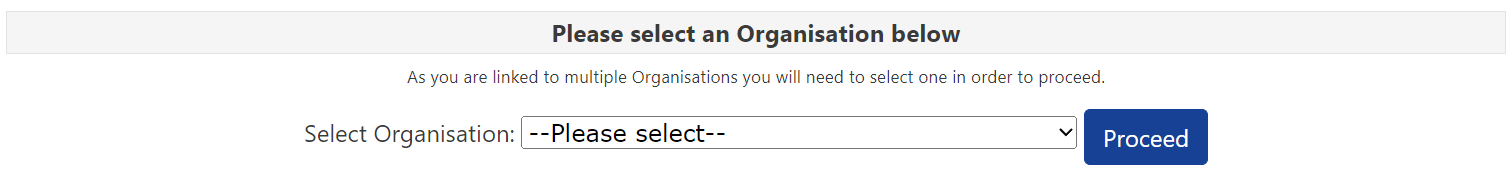 Please select an Organisation below
As you are linked to multiple Organisations you will need to select one in order to proceed.
Select Organisation: --Please select-- Proceed